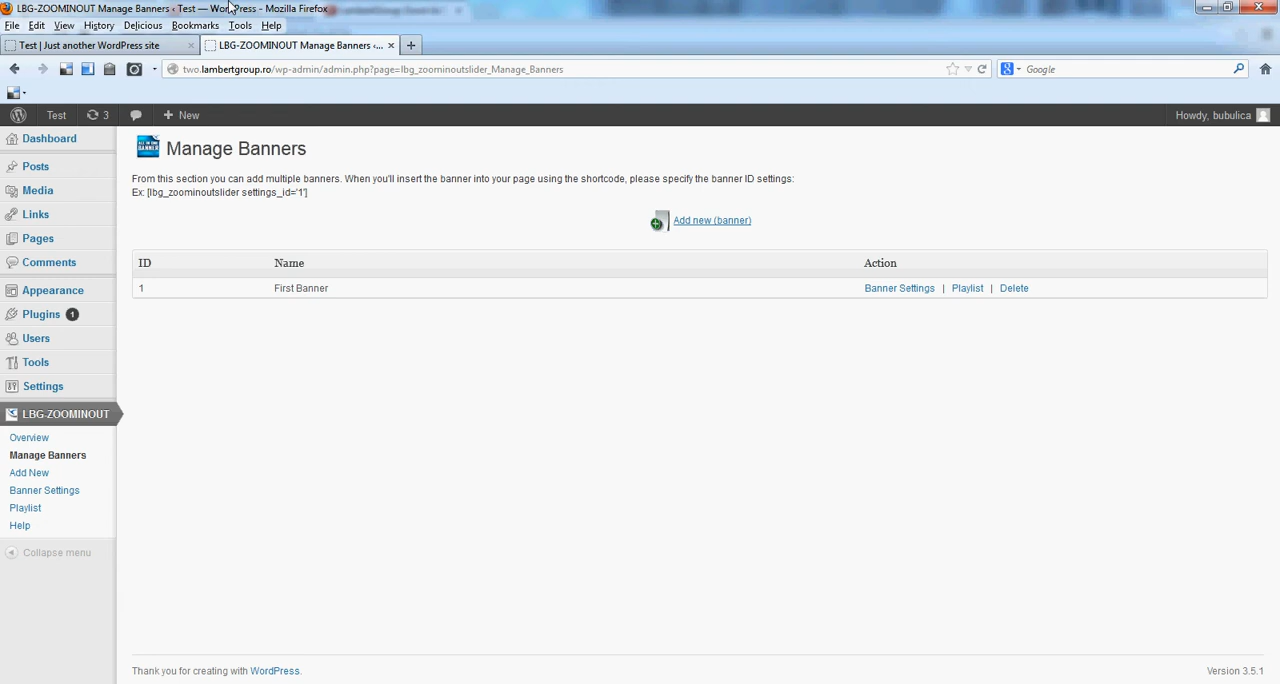 LBG-ZOOMINOUT Manage Banners ‹ Test — WordPress - Mozilla Firefox
File Edit View History Delicious Bookmarks Tools Help
Test | Just another WordPress site × LBG-ZOOMINOUT Manage Banners ‹... ×
two.lambertgroup.ro/wp-admin/admin.php?page=lbg_zoominoutslider_Manage_Banners Google
Test 3 + New Howdy, bubulica
Dashboard
Posts
Media
Links
Pages
Comments
Appearance
Plugins 1
Users
Tools
Settings
LBG-ZOOMINOUT
Overview
Manage Banners
Add New
Banner Settings
Playlist
Help
Collapse menu
ALL IN ONE BANNER
Manage Banners
From this section you can add multiple banners. When you'll insert the banner into your page using the shortcode, please specify the banner ID settings:
Ex: [lbg_zoominoutslider settings_id='1']
Add new (banner)
ID Name Action
1 First Banner Banner Settings | Playlist | Delete
Thank you for creating with WordPress. Version 3.5.1